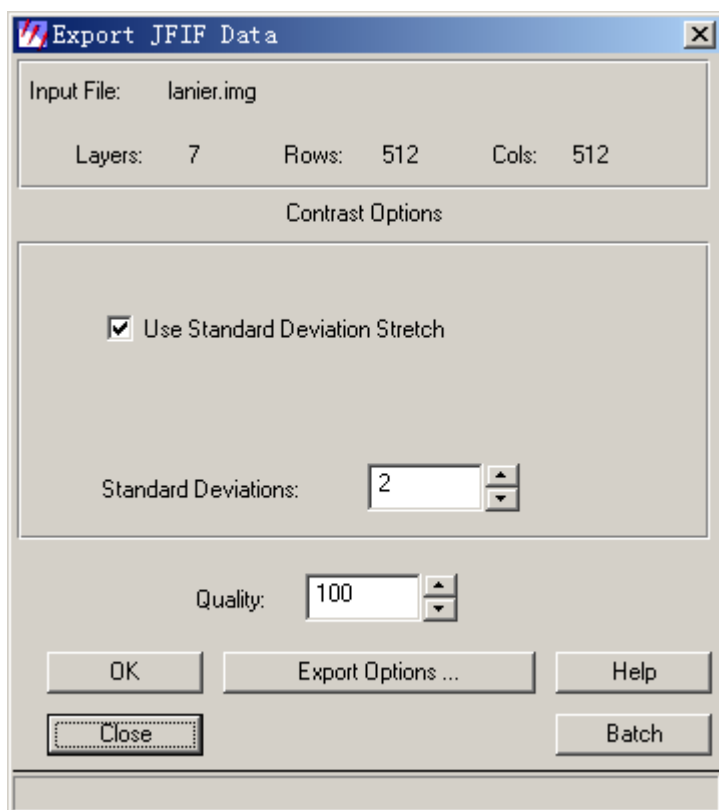 Export JFIF Data
Input File: lanier.img
Layers: 7 Rows: 512 Cols: 512
Contrast Options
Use Standard Deviation Stretch
Standard Deviations: 2
Quality: 100
OK Export Options ... Help
Close Batch